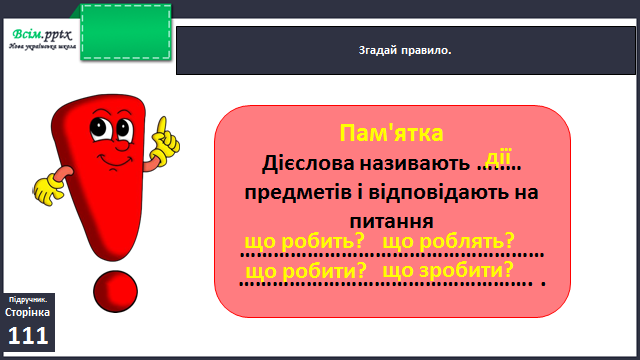 Всім.pptx
Нова українська школа
Згадай правило.
Пам'ятка
Дієслова називають ........ дії
предметів і відповідають на
питання
що робить? що роблять?
……………………………………………
що робити? що зробити?
…………………………………………. .
Підручник.
Сторінка
111